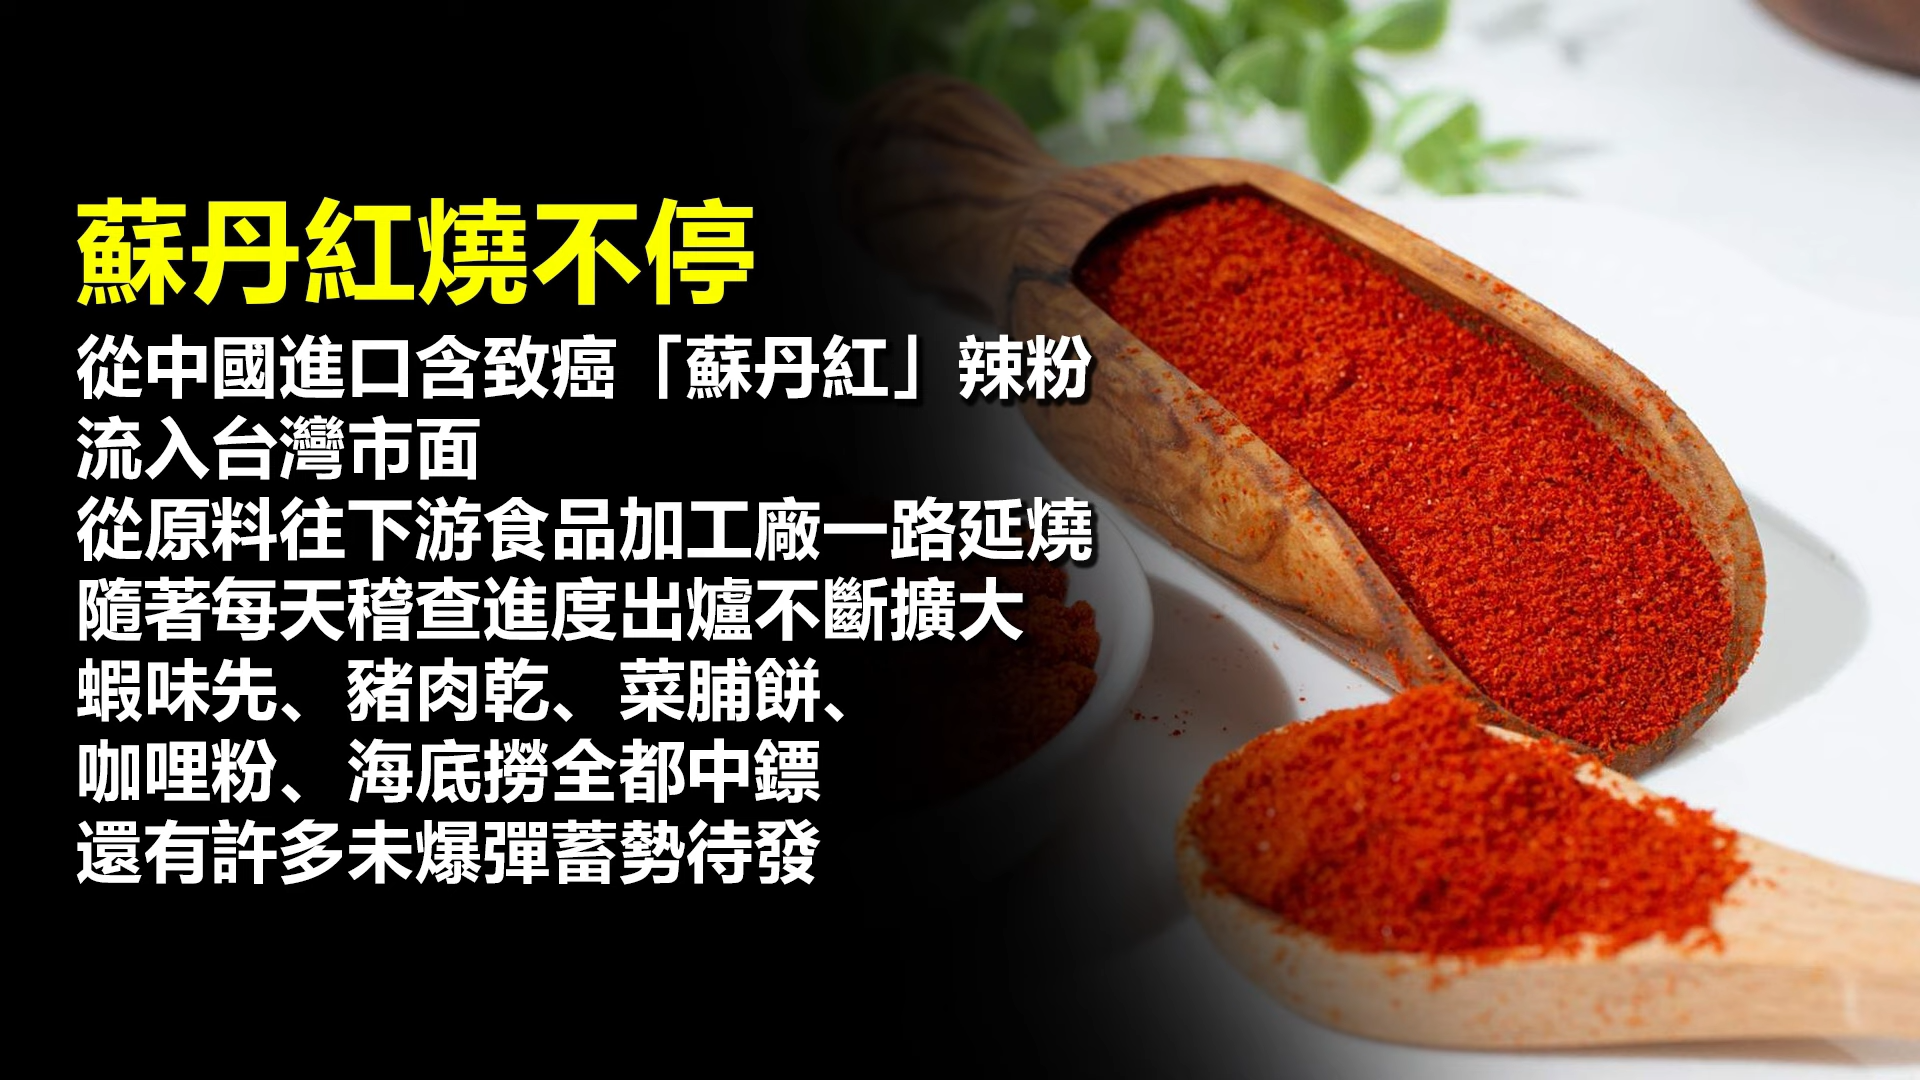 蘇丹紅燒不停
從中國進口含致癌「蘇丹紅」辣粉
流入台灣市面
從原料往下游食品加工廠一路延燒
隨著每天稽查進度出爐不斷擴大
蝦味先、豬肉乾、菜脯餅、
咖哩粉、海底撈全都中鏢
還有許多未爆彈蓄勢待發